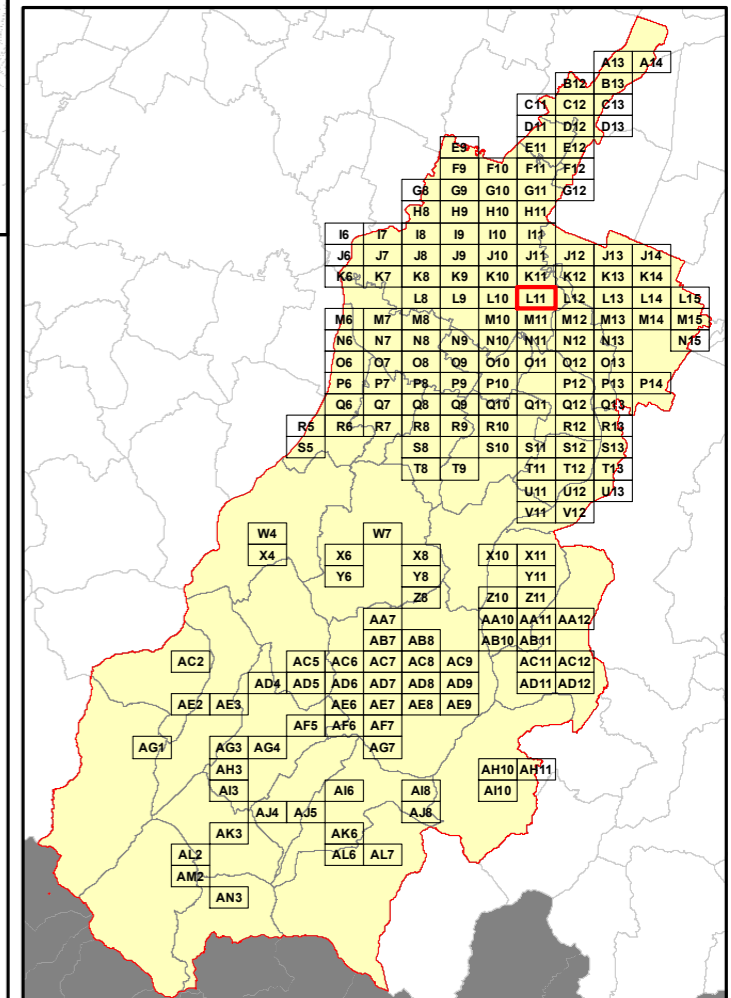 A13 A14
B12 B13
C11 C12 C13
D11 D12 D13
E9 E11 E12
F9 F10 F11 F12
G8 G9 G10 G11 G12
H8 H9 H10 H11
I6 I7 I8 I9 I10 I11
J6 J7 J8 J9 J10 J11 J12 J13 J14
K6 K7 K8 K9 K10 K11 K12 K13 K14
L8 L9 L10 L11 L12 L13 L14 L15
M6 M7 M8 M10 M11 M12 M13 M14 M15
N6 N7 N8 N9 N10 N11 N12 N13 N15
O6 O7 O8 O9 O10 O11 O12 O13
P6 P7 P8 P9 P10 P12 P13 P14
Q6 Q7 Q8 Q9 Q10 Q11 Q12 Q13
R5 R6 R7 R8 R9 R10 R12 R13
S5 S8 S10 S11 S12 S13
T8 T9 T11 T12 T13
U11 U12 U13
V11 V12
W4 W7
X4 X6 X8 X10 X11
Y6 Y8 Y11
Z8 Z10 Z11
AA7 AA10 AA11 AA12
AB7 AB8 AB10 AB11
AC2 AC5 AC6 AC7 AC8 AC9 AC11 AC12
AD4 AD5 AD6 AD7 AD8 AD9 AD11 AD12
AE2 AE3 AE6 AE7 AE8 AE9
AF5 AF6 AF7
AG1 AG3 AG4 AG7
AH3 AH10 AH11
AI3 AI6 AI8 AI10
AJ4 AJ5 AJ8
AK3 AK6
AL2 AL6 AL7
AM2
AN3